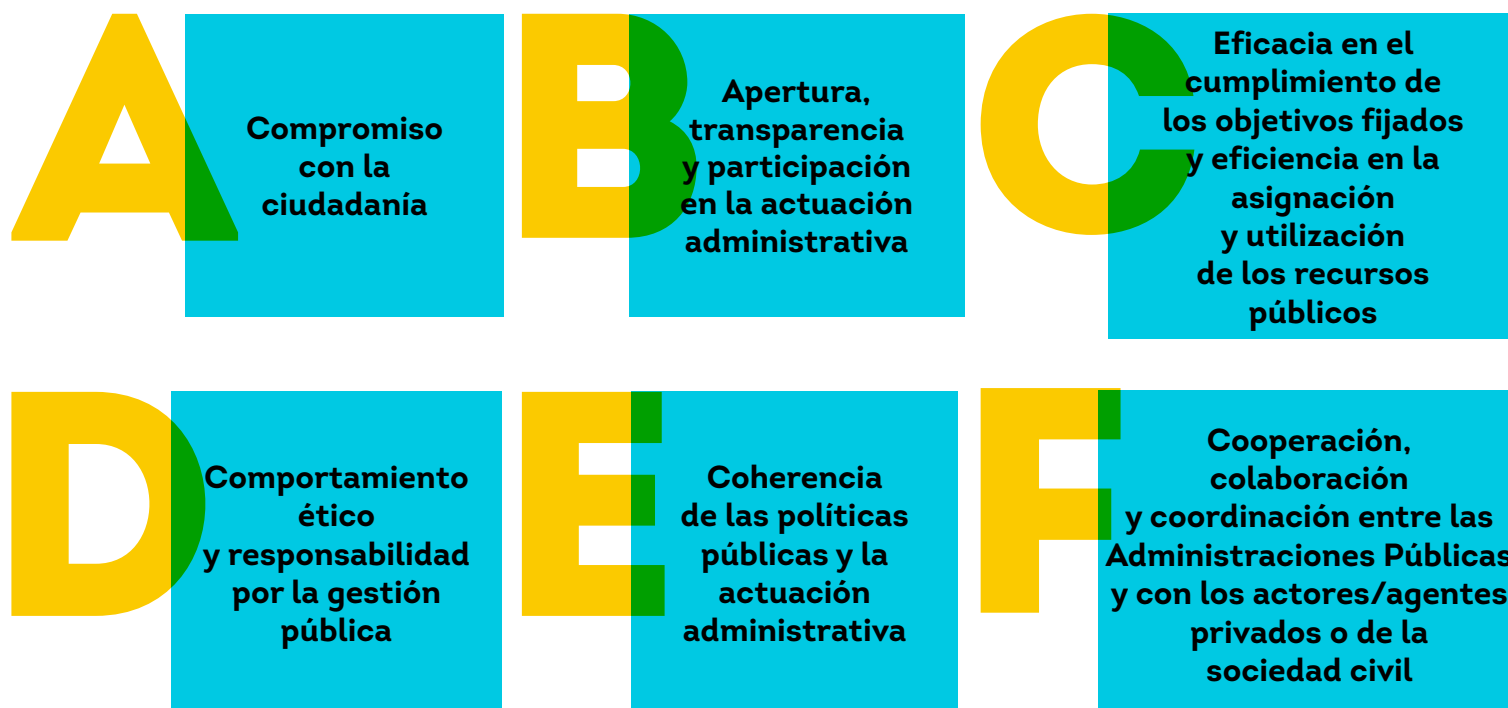 A
Compromiso
con la
ciudadanía
B
Apertura,
transparencia
y participación
en la actuación
administrativa
C
Eficacia en el
cumplimiento de
los objetivos fijados
y eficiencia en la
asignación
y utilización
de los recursos
públicos
D
Comportamiento
ético
y responsabilidad
por la gestión
pública
E
Coherencia
de las políticas
públicas y la
actuación
administrativa
F
Cooperación,
colaboración
y coordinación entre las
Administraciones Públicas
y con los actores/agentes
privados o de la
sociedad civil